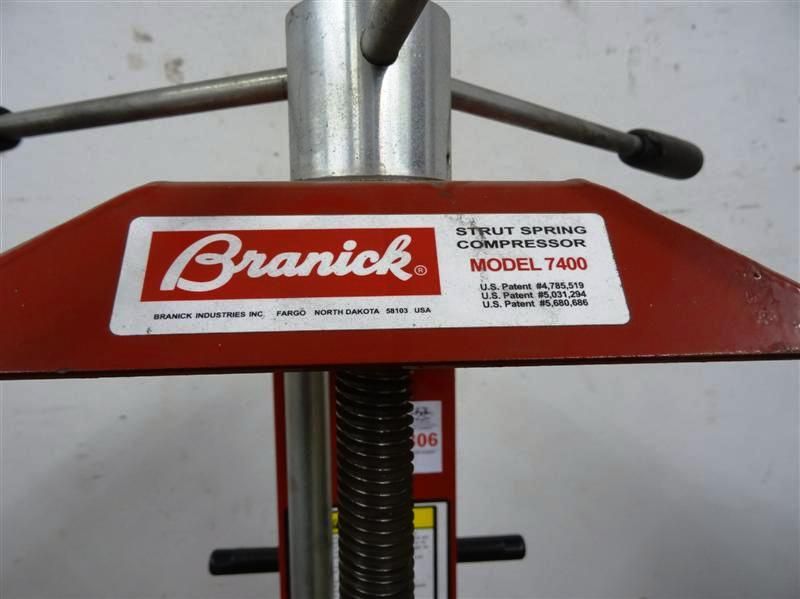 Branick®
BRANICK INDUSTRIES INC FARGO NORTH DAKOTA 58103 USA
STRUT SPRING
COMPRESSOR
MODEL 7400
U.S. Patent #4,785,519
U.S. Patent #5,031,294
U.S. Patent #5,680,686
306